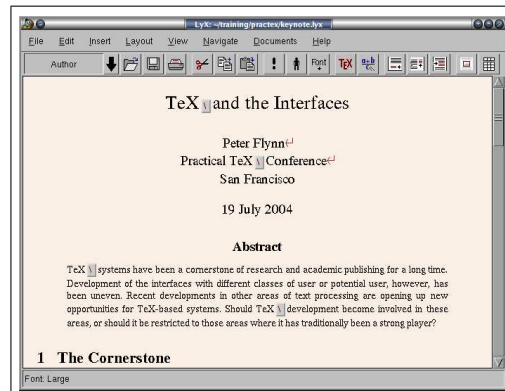 LyX: ~/training/practex/keynote.lyx
File Edit Insert Layout View Navigate Documents Help
Author Font TEX
TeX \ and the Interfaces
Peter Flynn
Practical TeX \ Conference
San Francisco
19 July 2004
Abstract
TeX \ systems have been a cornerstone of research and academic publishing for a long time.
Development of the interfaces with different classes of user or potential user, however, has
been uneven. Recent developments in other areas of text processing are opening up new
opportunities for TeX-based systems. Should TeX \ development become involved in these
areas, or should it be restricted to those areas where it has traditionally been a strong player?
1 The Cornerstone
Font: Large